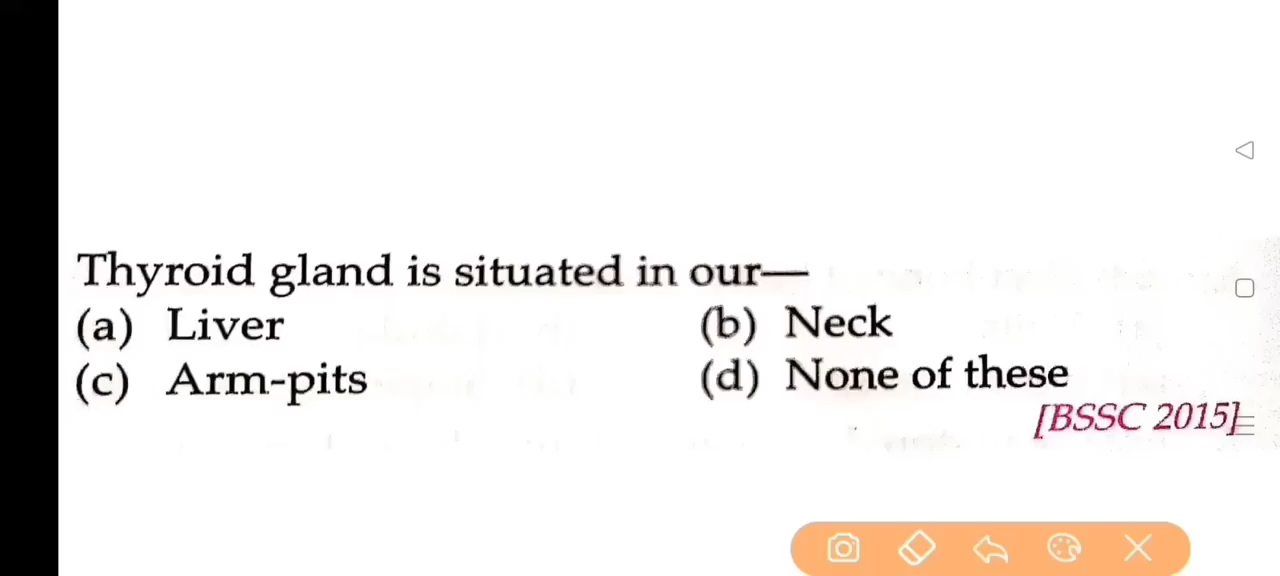 Thyroid gland is situated in our—
(a) Liver (b) Neck
(c) Arm-pits (d) None of these
[BSSC 2015]